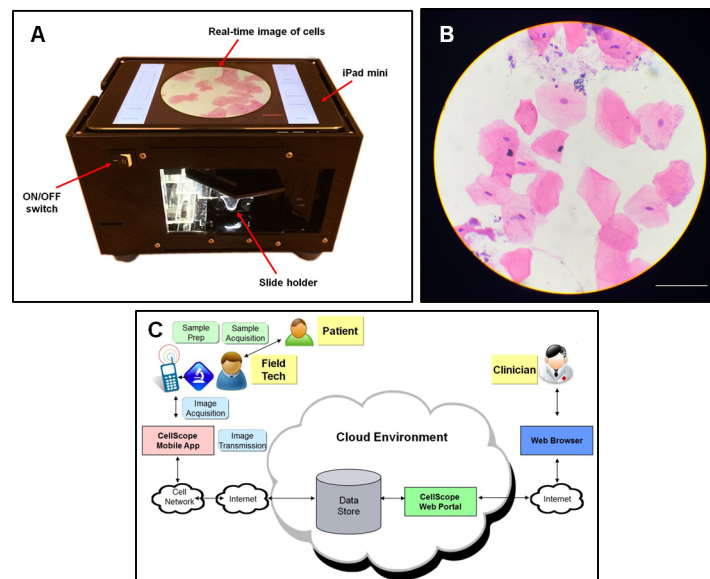 A
Real-time image of cells
iPad mini
ON/OFF
switch
Slide holder
B
C
Sample
Prep
Sample
Acquisition
Patient
Field
Tech
Image
Acquisition
CellScope
Mobile App
Image
Transmission
Cell
Network
Internet
Cloud Environment
Data
Store
CellScope
Web Portal
Clinician
Web Browser
Internet